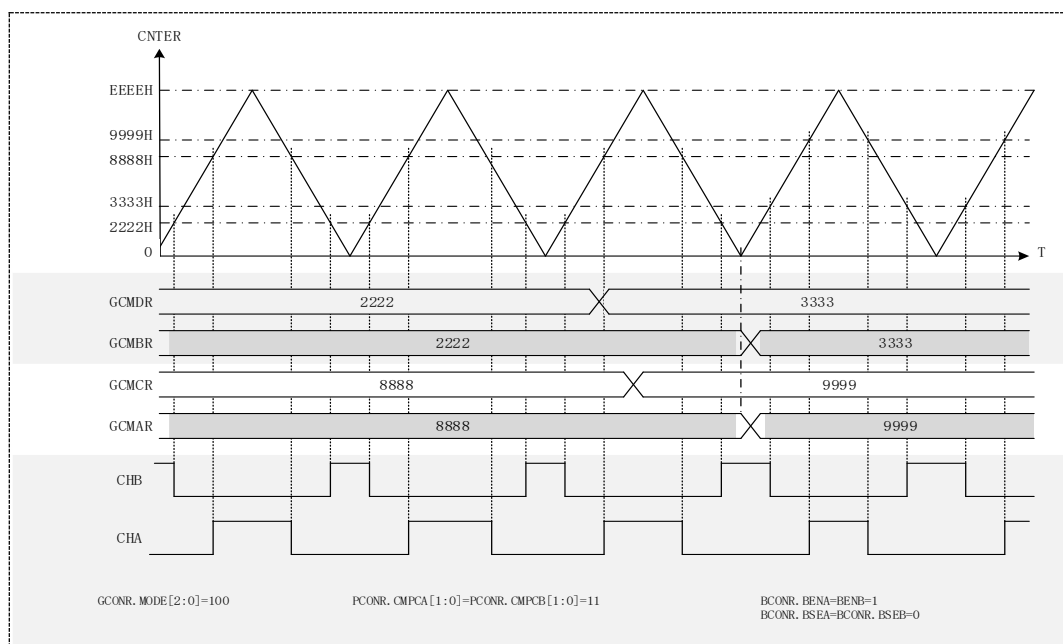 CNTER
EEEEH
9999H
8888H
3333H
2222H
0
T
GCMDR 2222 3333
GCMBR 2222 3333
GCMCR 8888 9999
GCMAR 8888 9999
CHB
CHA
GCONR.MODE[2:0]=100 PCONR.CMPCA[1:0]=PCONR.CMPCB[1:0]=11 BCONR.BENA=BENB=1
BCONR.BSEA=BCONR.BSEB=0